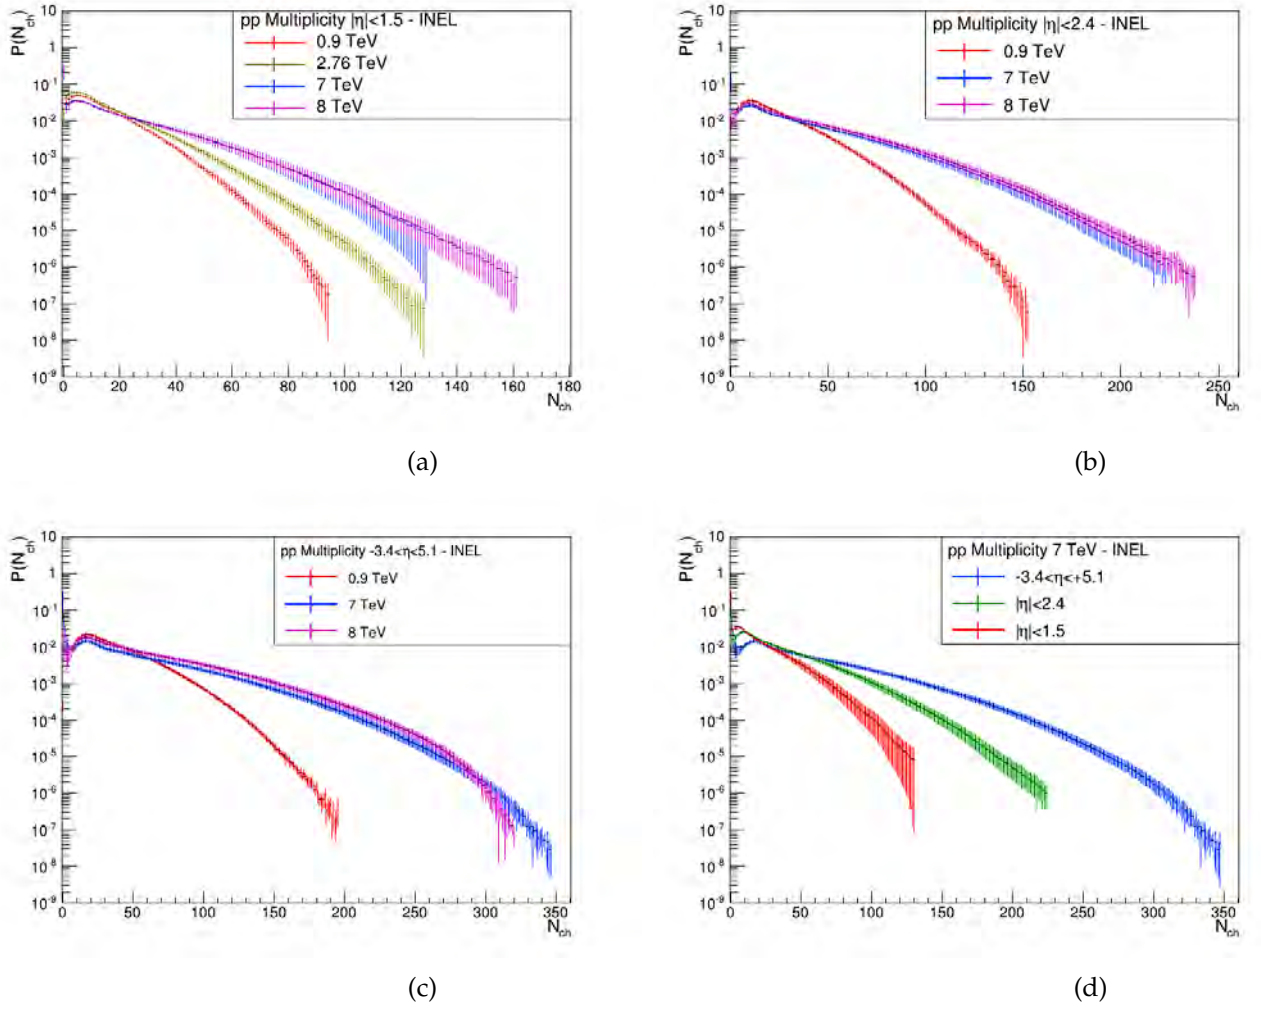 P(N_ch)
10
1
10^-1
10^-2
10^-3
10^-4
10^-5
10^-6
10^-7
10^-8
10^-9
pp Multiplicity |η|<1.5 - INEL
0.9 TeV
2.76 TeV
7 TeV
8 TeV
0 20 40 60 80 100 120 140 160 180
N_ch
(a)
P(N_ch)
10
1
10^-1
10^-2
10^-3
10^-4
10^-5
10^-6
10^-7
10^-8
10^-9
pp Multiplicity |η|<2.4 - INEL
0.9 TeV
7 TeV
8 TeV
0 50 100 150 200 250
N_ch
(b)
P(N_ch)
10
1
10^-1
10^-2
10^-3
10^-4
10^-5
10^-6
10^-7
10^-8
10^-9
pp Multiplicity -3.4<η<5.1 - INEL
0.9 TeV
7 TeV
8 TeV
0 50 100 150 200 250 300 350
N_ch
(c)
P(N_ch)
10
1
10^-1
10^-2
10^-3
10^-4
10^-5
10^-6
10^-7
10^-8
10^-9
pp Multiplicity 7 TeV - INEL
-3.4<η<+5.1
|η|<2.4
|η|<1.5
0 50 100 150 200 250 300 350
N_ch
(d)